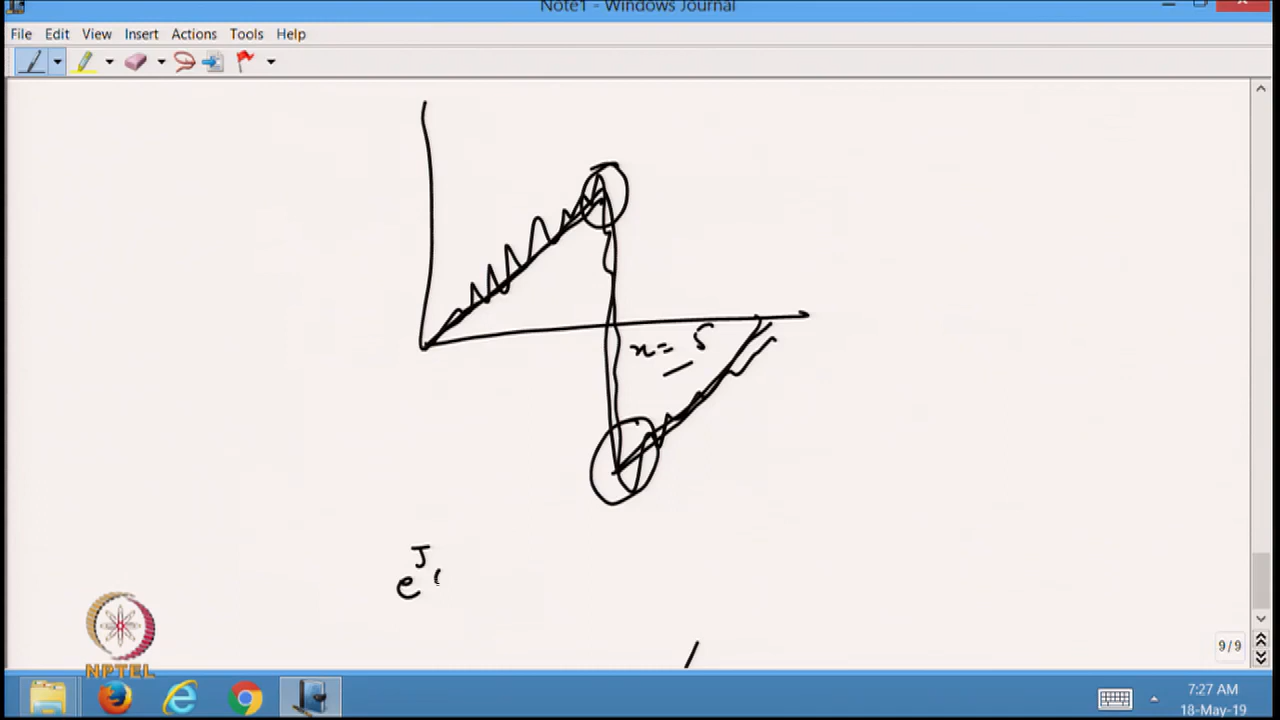 Note1 - Windows Journal
File Edit View Insert Actions Tools Help
x= 5
e^J
9/9
NPTEL
7:27 AM
18-May-19